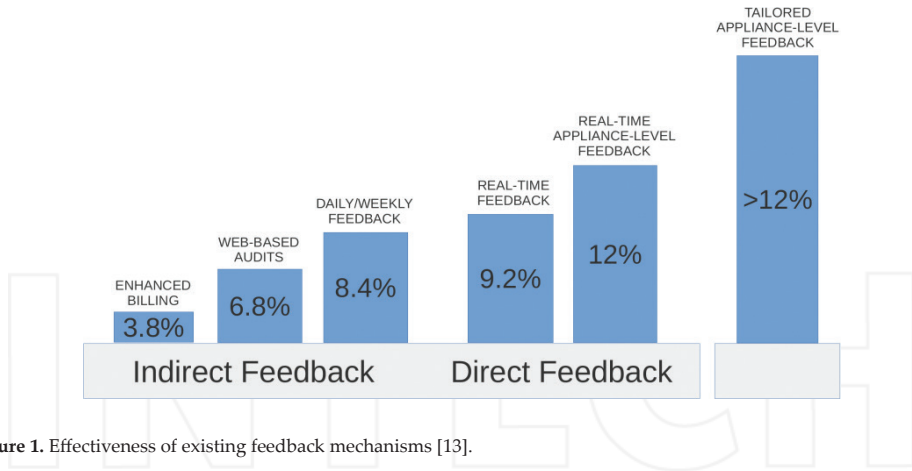 TAILORED
APPLIANCE-LEVEL
FEEDBACK
REAL-TIME
APPLIANCE-LEVEL
FEEDBACK
REAL-TIME
FEEDBACK
DAILY/WEEKLY
FEEDBACK
WEB-BASED
AUDITS
ENHANCED
BILLING
3.8%
6.8%
8.4%
9.2%
12%
>12%
Indirect Feedback
Direct Feedback
INTECH
ure 1. Effectiveness of existing feedback mechanisms [13].